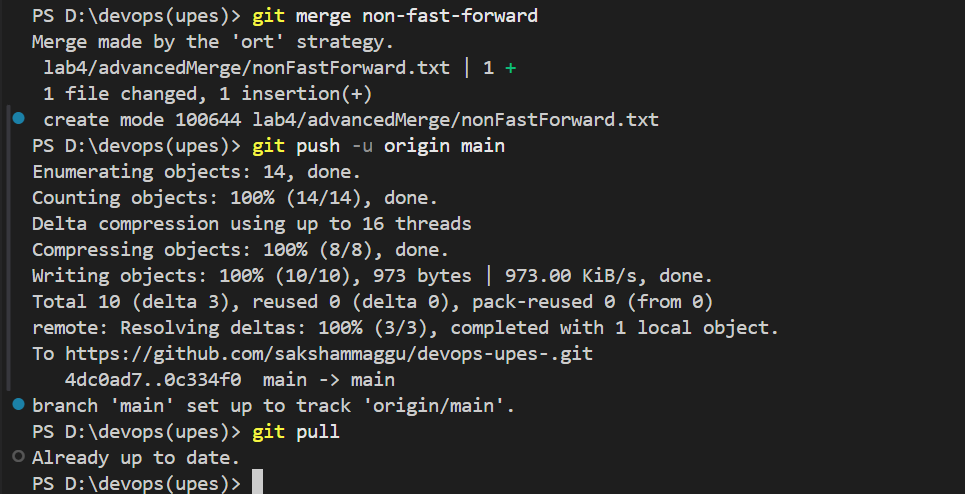 PS D:\devops(upes)> git merge non-fast-forward
Merge made by the 'ort' strategy.
 lab4/advancedMerge/nonFastForward.txt | 1 +
 1 file changed, 1 insertion(+)
 create mode 100644 lab4/advancedMerge/nonFastForward.txt
PS D:\devops(upes)> git push -u origin main
Enumerating objects: 14, done.
Counting objects: 100% (14/14), done.
Delta compression using up to 16 threads
Compressing objects: 100% (8/8), done.
Writing objects: 100% (10/10), 973 bytes | 973.00 KiB/s, done.
Total 10 (delta 3), reused 0 (delta 0), pack-reused 0 (from 0)
remote: Resolving deltas: 100% (3/3), completed with 1 local object.
To https://github.com/sakshammaggu/devops-upes-.git
   4dc0ad7..0c334f0  main -> main
branch 'main' set up to track 'origin/main'.
PS D:\devops(upes)> git pull
Already up to date.
PS D:\devops(upes)>